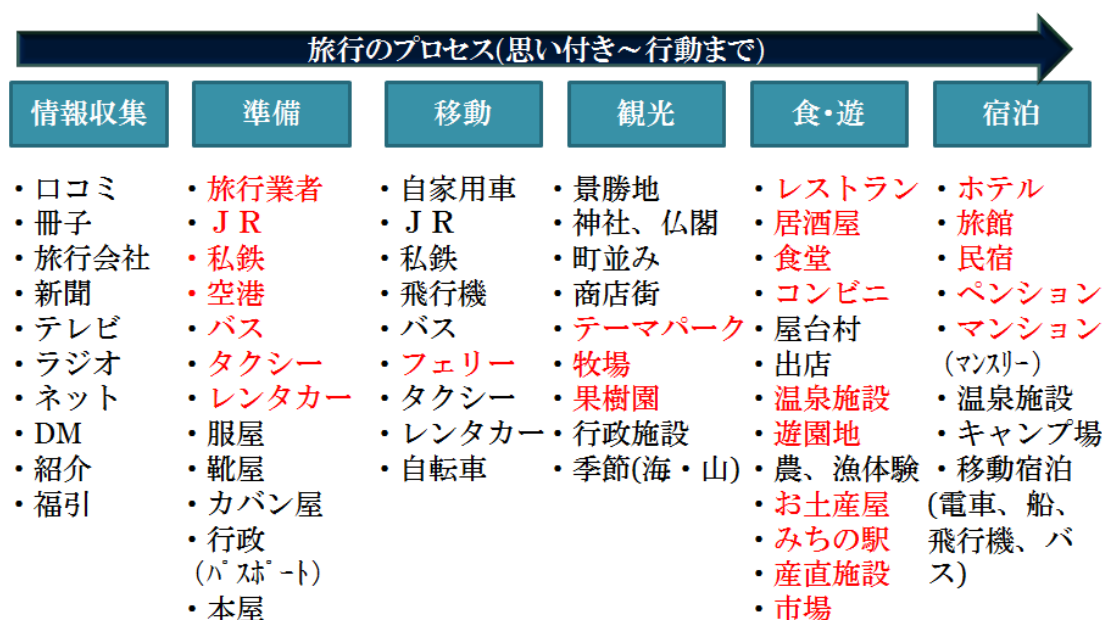 旅行のプロセス(思い付き～行動まで)
情報収集
・口コミ
・冊子
・旅行会社
・新聞
・テレビ
・ラジオ
・ネット
・DM
・紹介
・福引
準備
・旅行業者
・ＪＲ
・私鉄
・空港
・バス
・タクシー
・レンタカー
・服屋
・靴屋
・カバン屋
・行政
(ﾊﾟｽﾎﾟｰﾄ)
・本屋
移動
・自家用車
・ＪＲ
・私鉄
・飛行機
・バス
・フェリー
・タクシー
・レンタカー
・自転車
観光
・景勝地
・神社、仏閣
・町並み
・商店街
・テーマパーク
・牧場
・果樹園
・行政施設
・季節(海・山)
食・遊
・レストラン
・居酒屋
・食堂
・コンビニ
・屋台村
・出店
・温泉施設
・遊園地
・農、漁体験
・お土産屋
・みちの駅
・産直施設
・市場
宿泊
・ホテル
・旅館
・民宿
・ペンション
・マンション
(ﾏﾝｽﾘｰ)
・温泉施設
・キャンプ場
・移動宿泊
(電車、船、
飛行機、バ
ス)